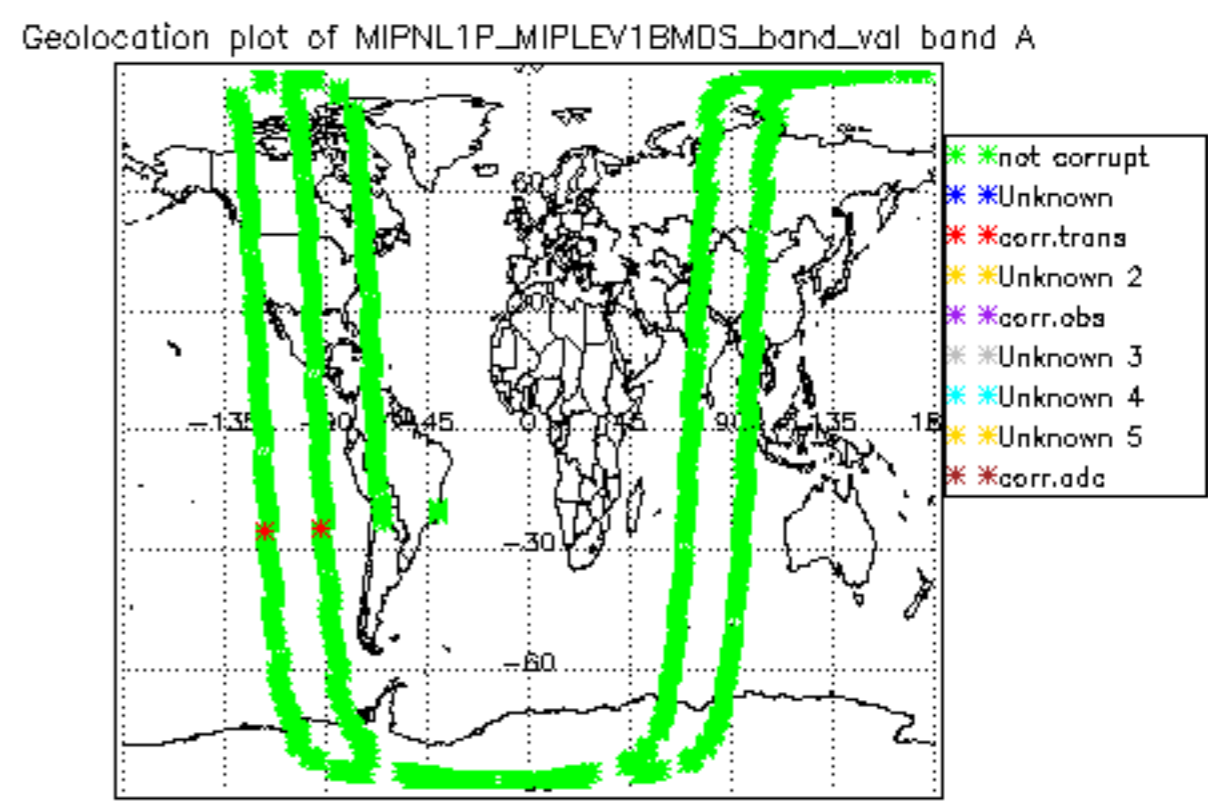 Geolocation plot of MIPNL1P_MIPLEV1BMDS_band_val band A
not corrupt
Unknown
corr.trans
Unknown 2
corr.obs
Unknown 3
Unknown 4
Unknown 5
corr.adc
60
-135 0 45 90 135
-30
-60